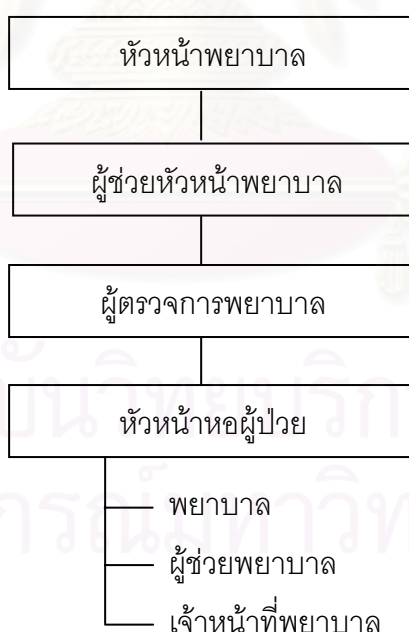 หัวหน้าพยาบาล
ผู้ช่วยหัวหน้าพยาบาล
ผู้ตรวจการพยาบาล
หัวหน้าหอผู้ป่วย
พยาบาล
ผู้ช่วยพยาบาล
เจ้าหน้าที่พยาบาล